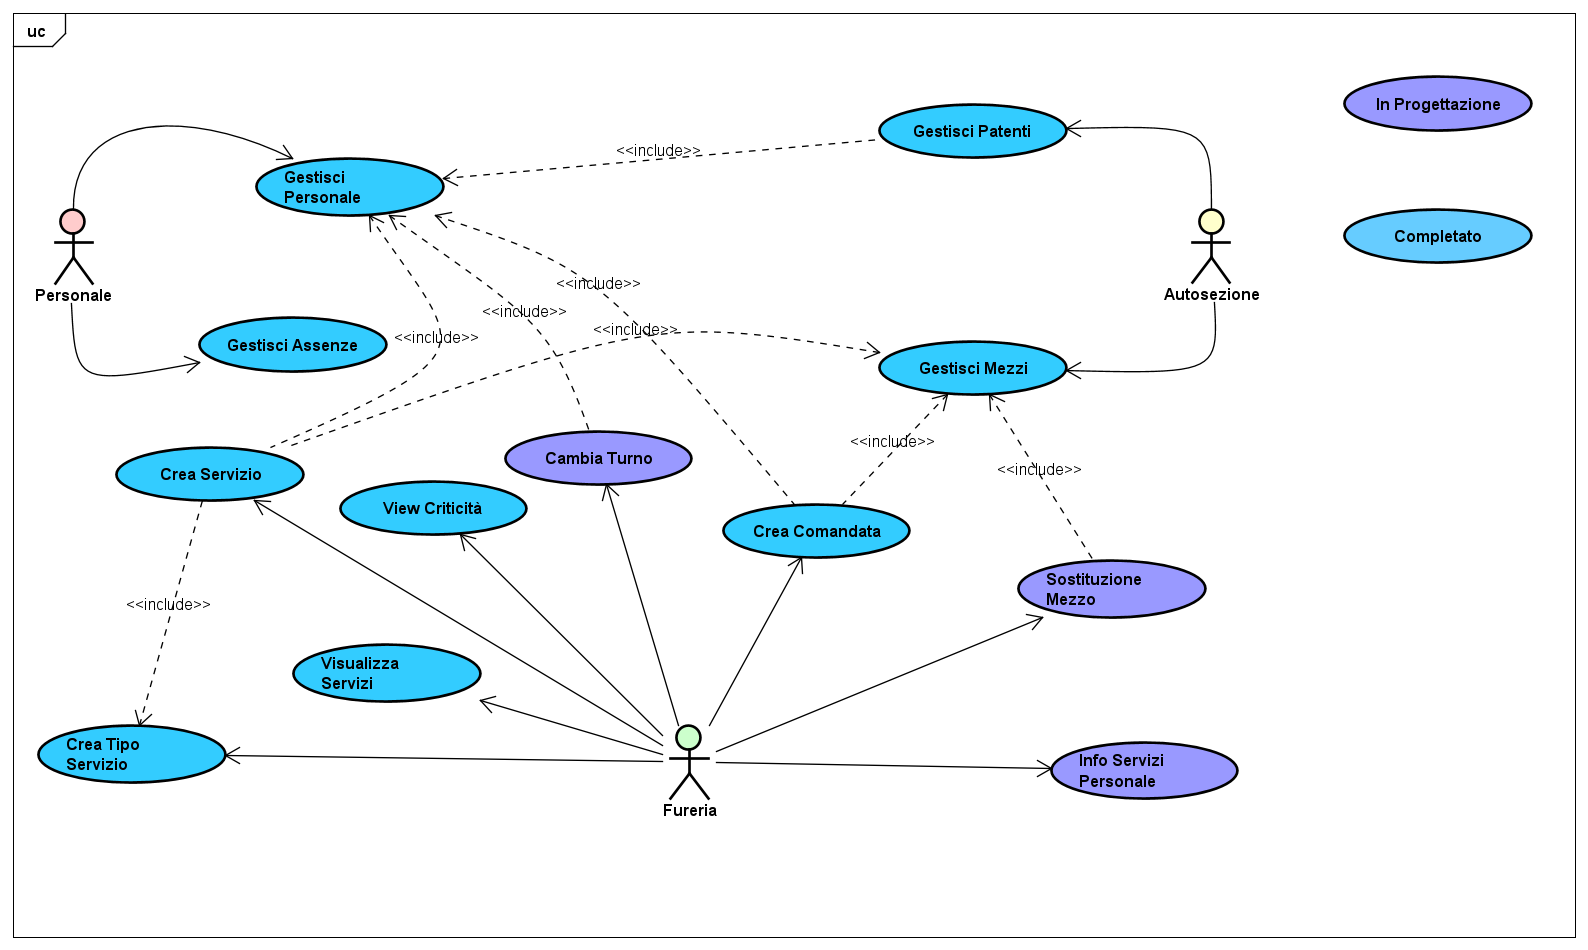 uc
In Progettazione
Gestisci Patenti
<<include>>
Gestisci
Personale
Completato
Personale
Autosezione
<<include>>
<<include>>
<<include>>
<<include>>
Gestisci Assenze
Gestisci Mezzi
<<include>>
Cambia Turno
<<include>>
Crea Servizio
View Criticità
Crea Comandata
Sostituzione
Mezzo
<<include>>
Visualizza
Servizi
Crea Tipo
Servizio
Info Servizi
Personale
Fureria